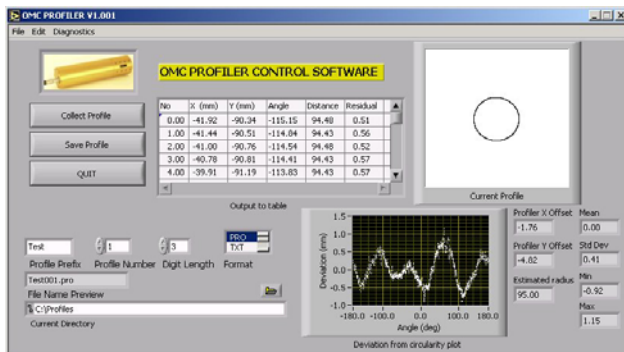 OMC PROFILER V1.001
File Edit Diagnostics
OMC PROFILER CONTROL SOFTWARE
Collect Profile
Save Profile
QUIT
No X (mm) Y (mm) Angle Distance Residual
0.00 -41.92 -90.34 -115.15 94.48 0.51
1.00 -41.44 -90.51 -114.84 94.43 0.56
2.00 -41.00 -90.76 -114.54 94.48 0.52
3.00 -40.78 -90.81 -114.41 94.43 0.57
4.00 -39.91 -91.19 -113.83 94.43 0.57
Output to table
Current Profile
Test 1 3 PRO
TXT
Profile Prefix Profile Number Digit Length Format
Test001.pro
File Name Preview
C:\Profiles
Current Directory
Deviation (mm)
1.5
1.0
0.5
0.0
-0.5
-1.0
-180.0 -100.0 0.0 100.0 180.0
Angle (deg)
Deviation from circularity plot
Profiler X Offset Mean
-1.76 0.00
Profiler Y Offset Std Dev
-4.82 0.41
Estimated radius Min
95.00 -0.92
Max
1.15